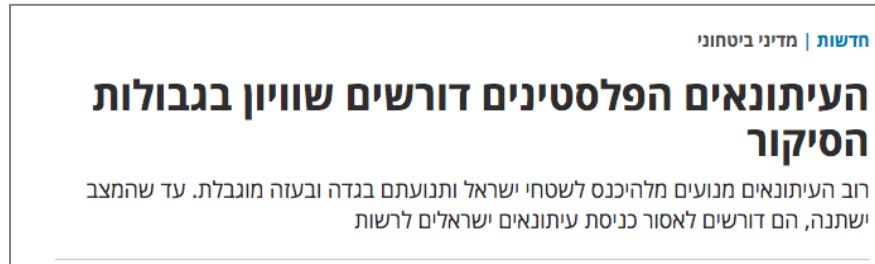 חדשות | מדיני ביטחוני
העיתונאים הפלסטינים דורשים שוויון בגבולות
הסיקור
רוב העיתונאים מנועים מלהיכנס לשטחי ישראל ותנועתם בגדה ובעזה מוגבלת. עד שהמצב
ישתנה, הם דורשים לאסור כניסת עיתונאים ישראלים לרשות